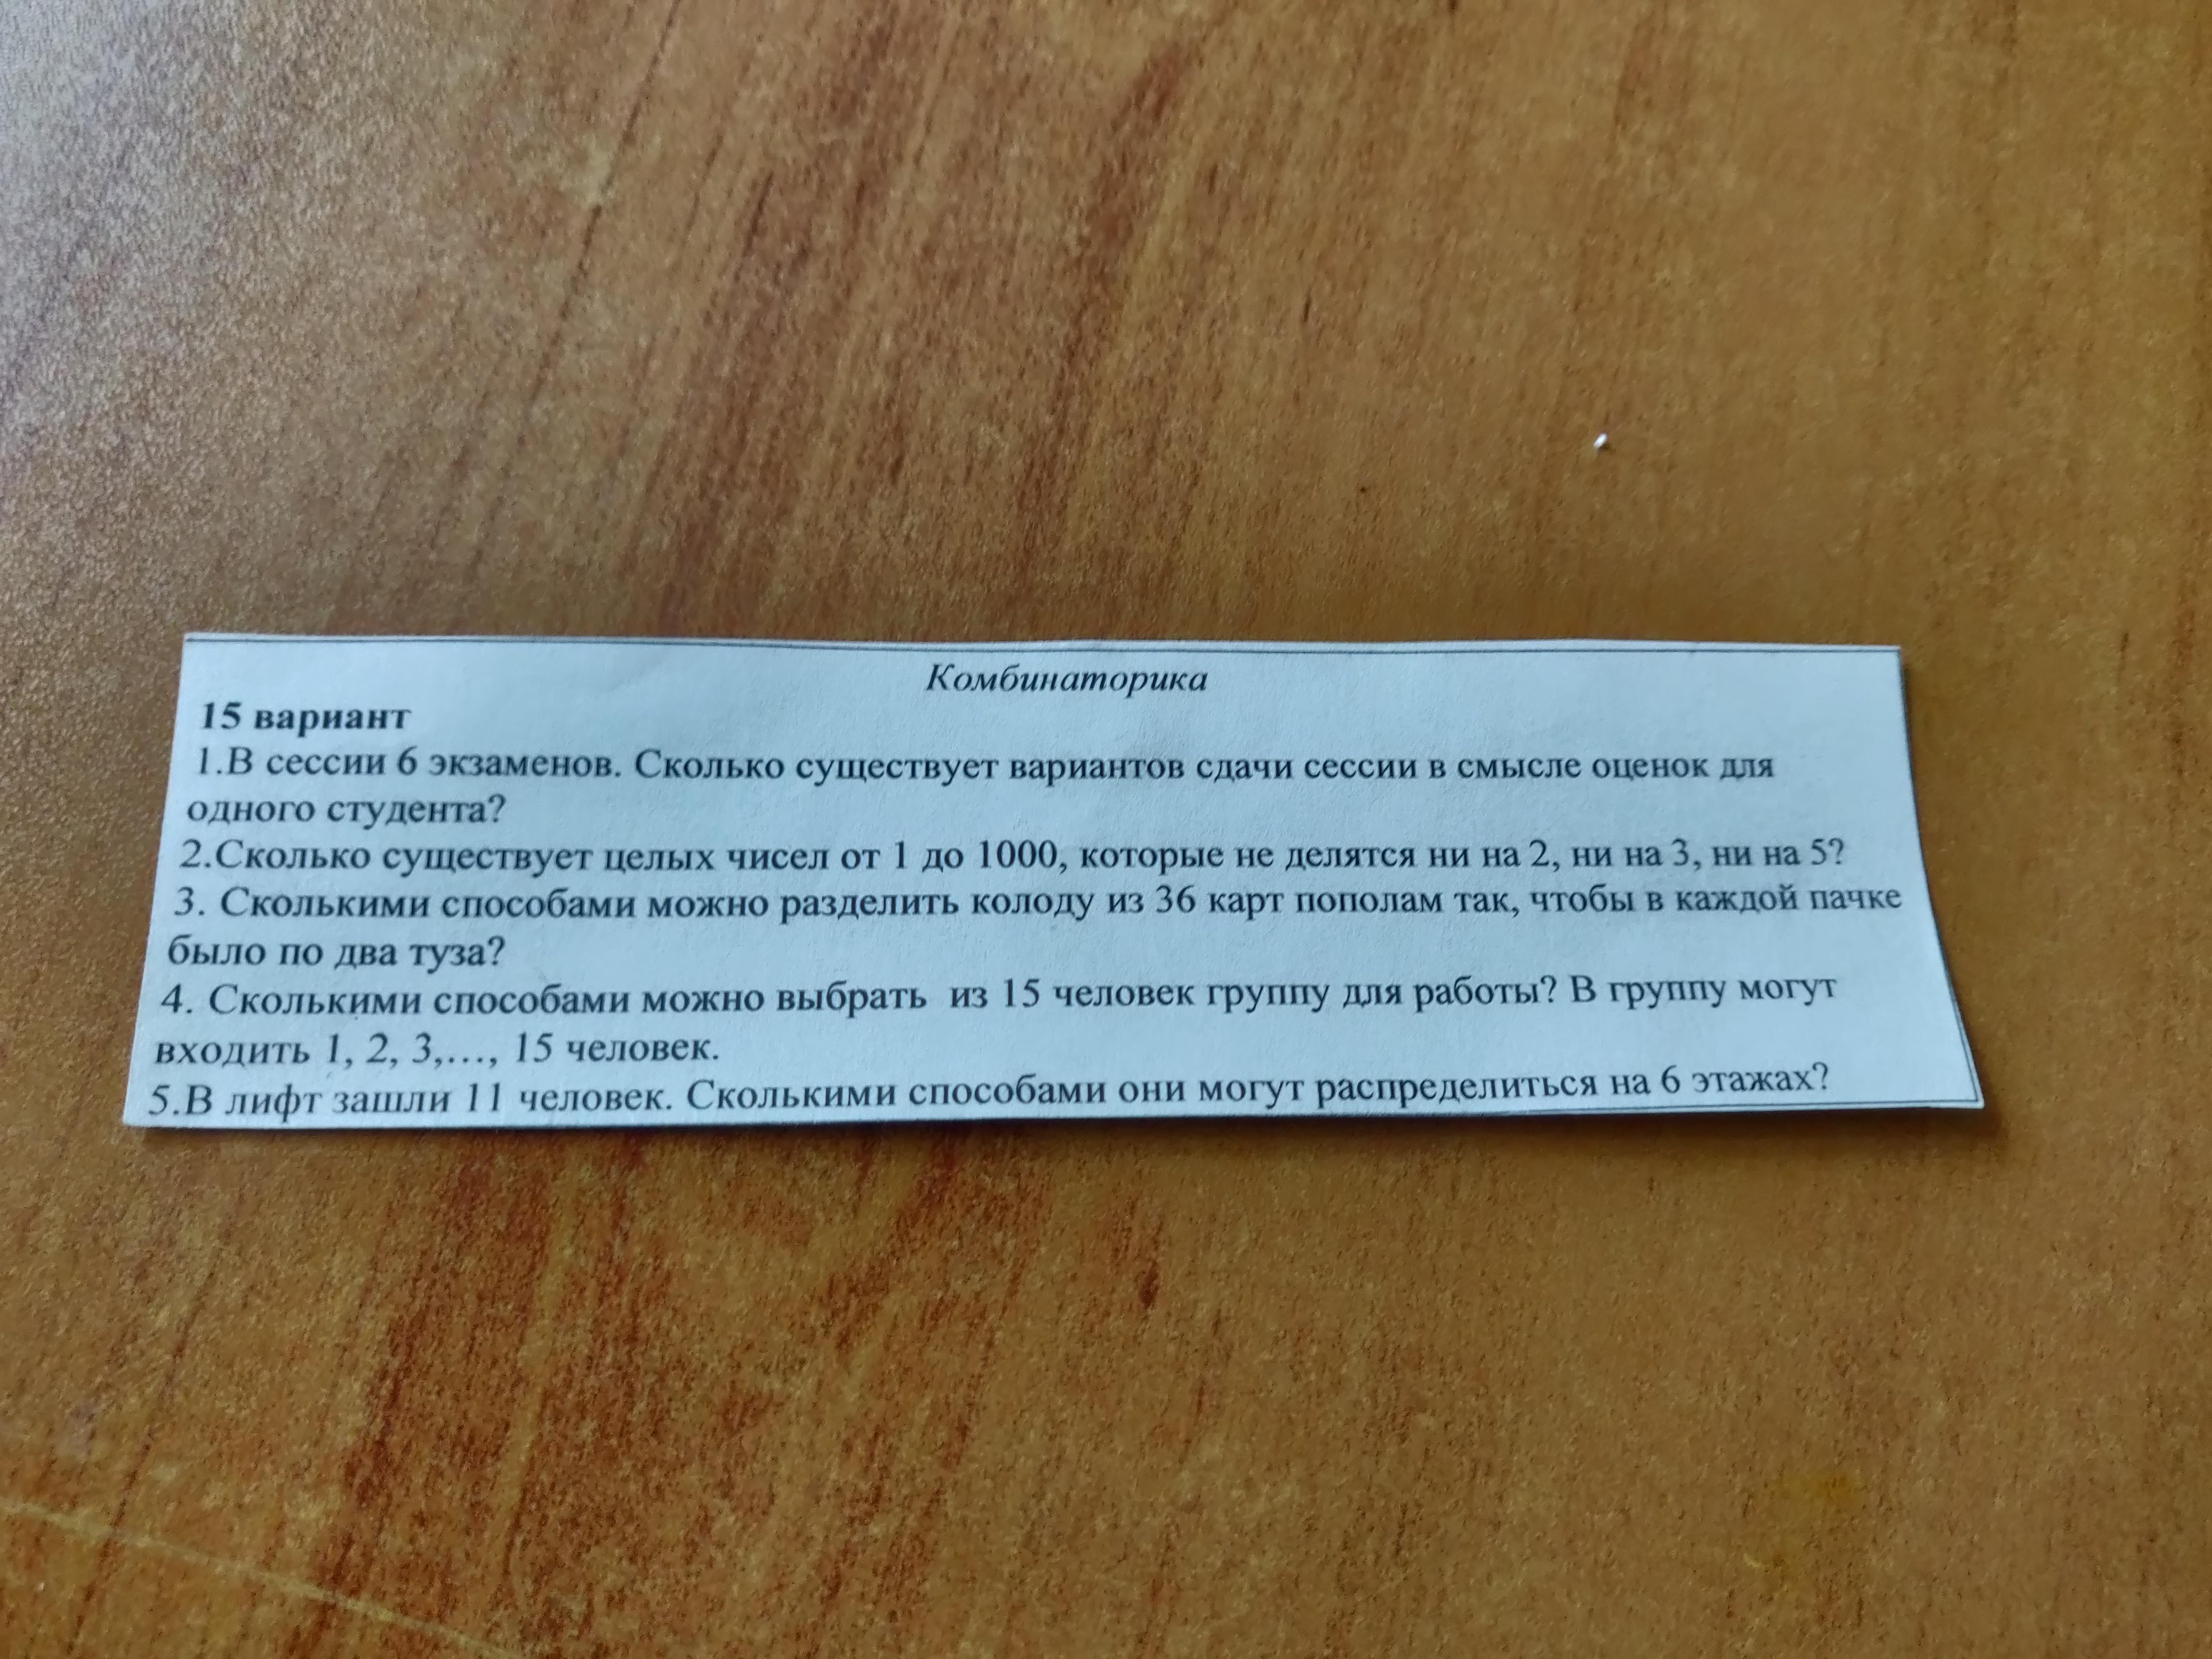 Комбинаторика
15 вариант
1.В сессии 6 экзаменов. Сколько существует вариантов сдачи сессии в смысле оценок для
одного студента?
2.Сколько существует целых чисел от 1 до 1000, которые не делятся ни на 2, ни на 3, ни на 5?
3. Сколькими способами можно разделить колоду из 36 карт пополам так, чтобы в каждой пачке
было по два туза?
4. Сколькими способами можно выбрать  из 15 человек группу для работы? В группу могут
входить 1, 2, 3,…, 15 человек.
5.В лифт зашли 11 человек. Сколькими способами они могут распределиться на 6 этажах?